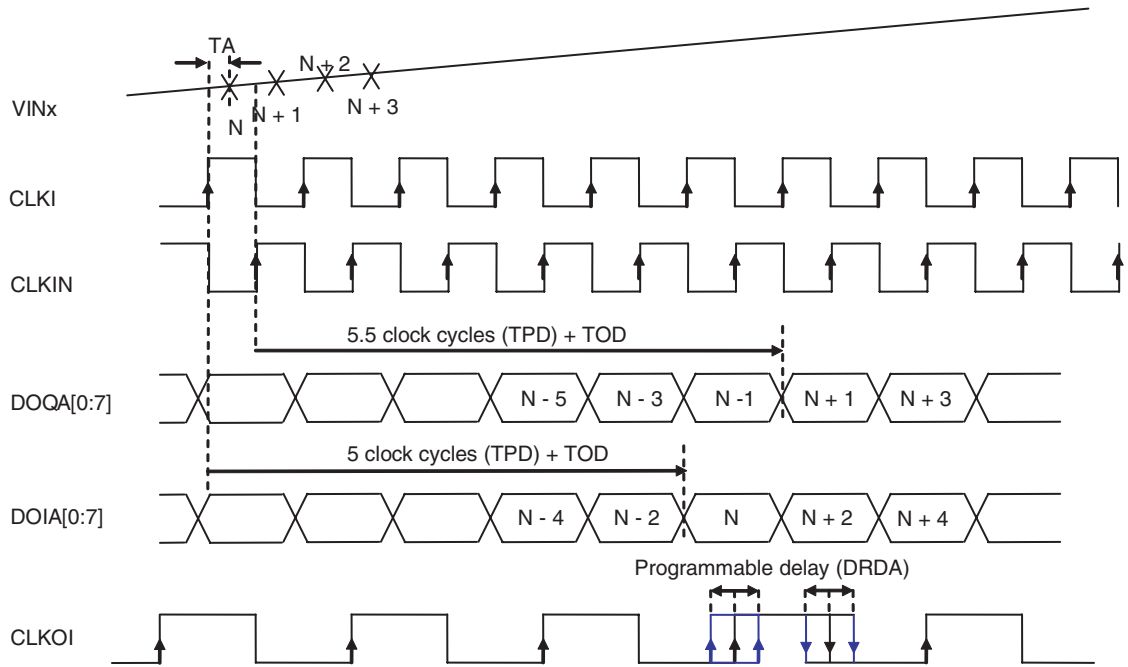 TA
N + 2
VINx
N
N + 1
N + 3
CLKI
CLKIN
5.5 clock cycles (TPD) + TOD
DOQA[0:7]
N - 5
N - 3
N -1
N + 1
N + 3
5 clock cycles (TPD) + TOD
DOIA[0:7]
N - 4
N - 2
N
N + 2
N + 4
Programmable delay (DRDA)
CLKOI